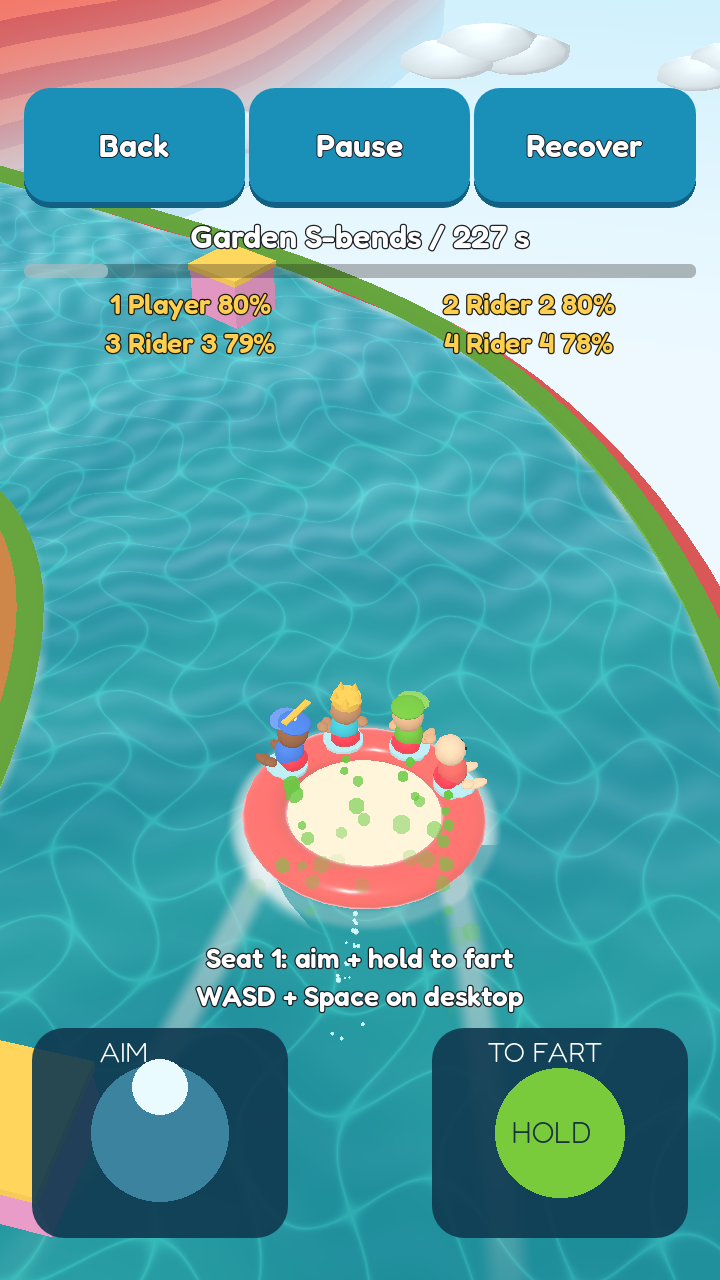 Back
Pause
Recover
Garden S-bends / 227 s
1 Player 80%
2 Rider 2 80%
3 Rider 3 79%
4 Rider 4 78%
Seat 1: aim + hold to fart
WASD + Space on desktop
AIM
TO FART
HOLD